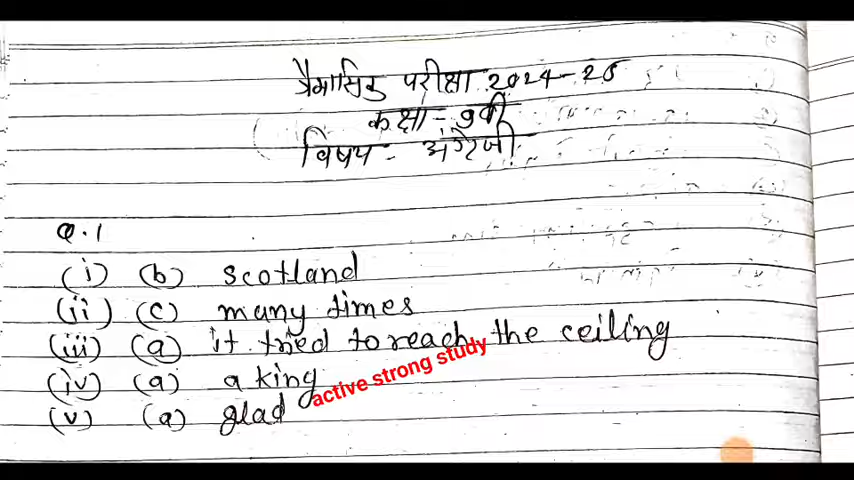 त्रैमासिक परीक्षा 2024-25
कक्षा - 9वीं
विषय - अंग्रेजी
Q.1
(i) (b) scotland
(ii) (c) many times
(iii) (a) it tried to reach the ceiling
(iv) (a) a king
active strong study
(v) (a) glad